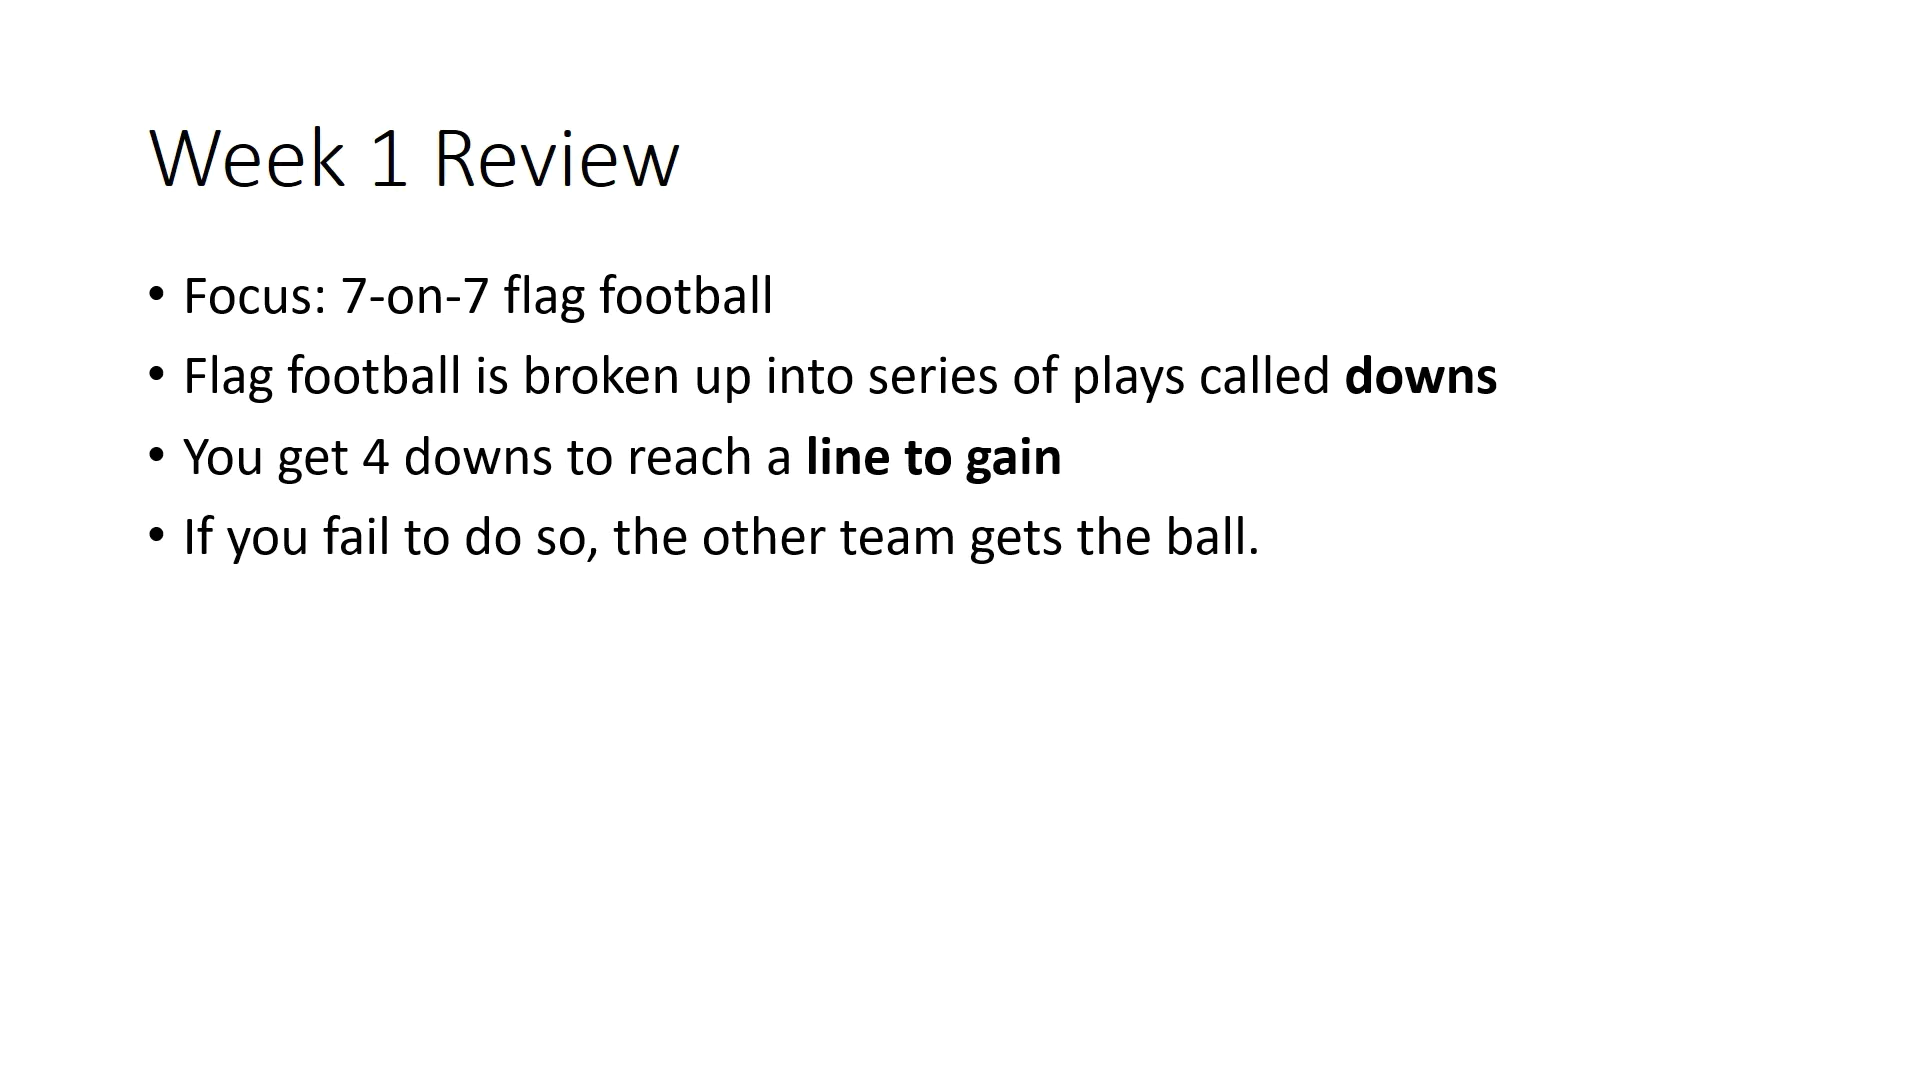 Week 1 Review
• Focus: 7-on-7 flag football
• Flag football is broken up into series of plays called downs
• You get 4 downs to reach a line to gain
• If you fail to do so, the other team gets the ball.